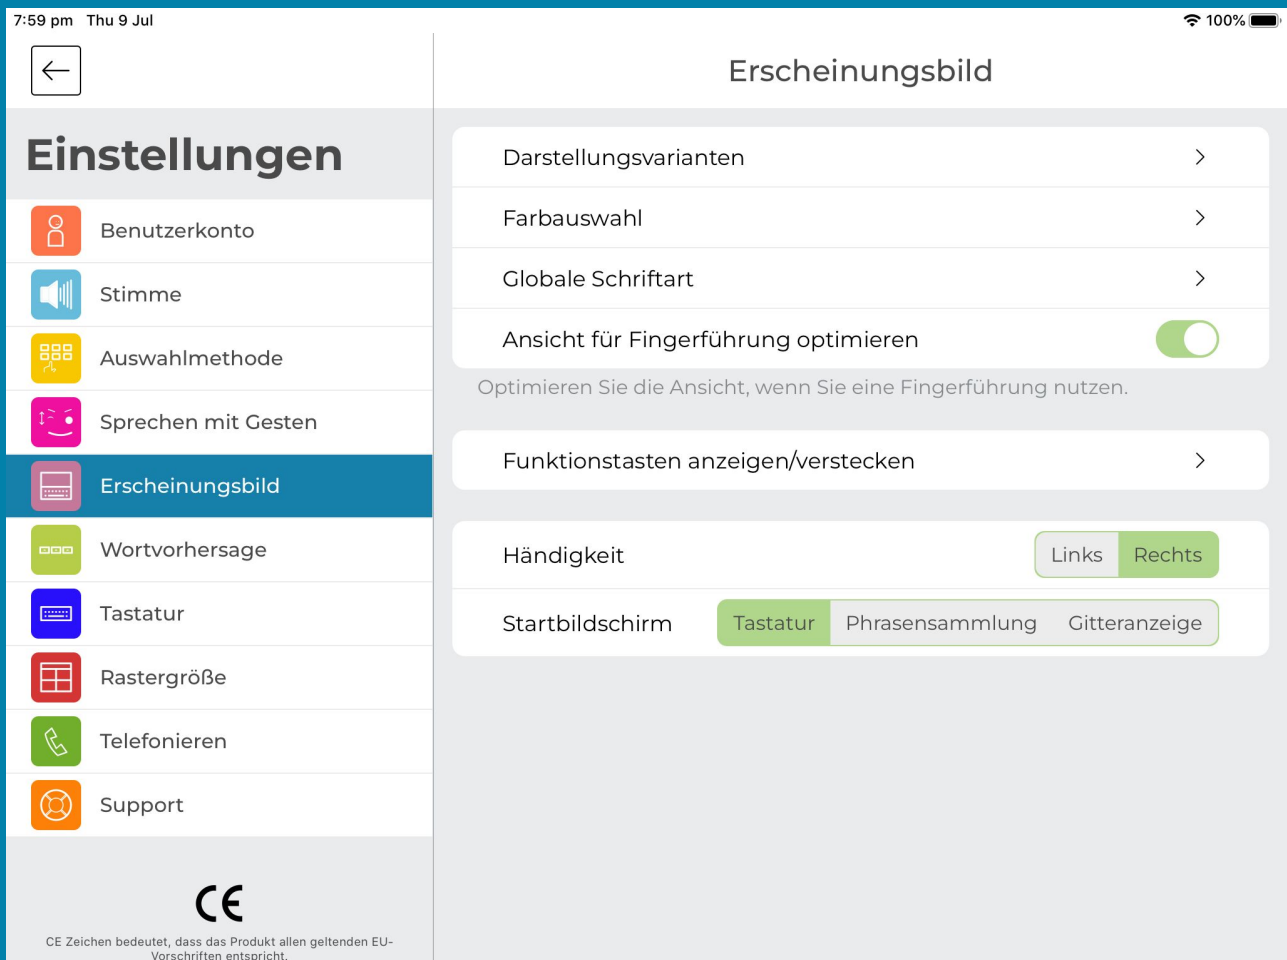 7:59 pm Thu 9 Jul
100%
Erscheinungsbild
Einstellungen
Benutzerkonto
Stimme
Auswahlmethode
Sprechen mit Gesten
Erscheinungsbild
Wortvorhersage
Tastatur
Rastergröße
Telefonieren
Support
CE
CE Zeichen bedeutet, dass das Produkt allen geltenden EU-
Vorschriften entspricht.
Darstellungsvarianten
Farbauswahl
Globale Schriftart
Ansicht für Fingerführung optimieren
Optimieren Sie die Ansicht, wenn Sie eine Fingerführung nutzen.
Funktionstasten anzeigen/verstecken
Händigkeit Links Rechts
Startbildschirm Tastatur Phrasensammlung Gitteranzeige